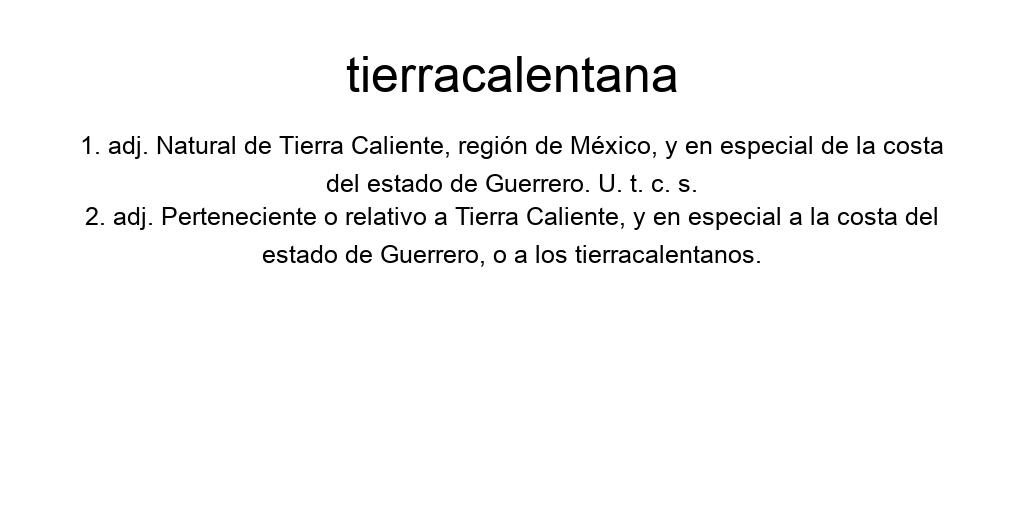 tierracalentana
1. adj. Natural de Tierra Caliente, región de México, y en especial de la costa
del estado de Guerrero. U. t. c. s.
2. adj. Perteneciente o relativo a Tierra Caliente, y en especial a la costa del
estado de Guerrero, o a los tierracalentanos.